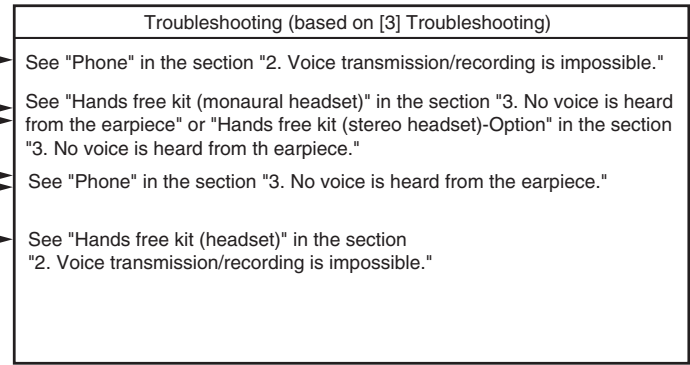 Troubleshooting (based on [3] Troubleshooting)
See "Phone" in the section "2. Voice transmission/recording is impossible."
See "Hands free kit (monaural headset)" in the section "3. No voice is heard
from the earpiece" or "Hands free kit (stereo headset)-Option" in the section
"3. No voice is heard from th earpiece."
See "Phone" in the section "3. No voice is heard from the earpiece."
See "Hands free kit (headset)" in the section
"2. Voice transmission/recording is impossible."